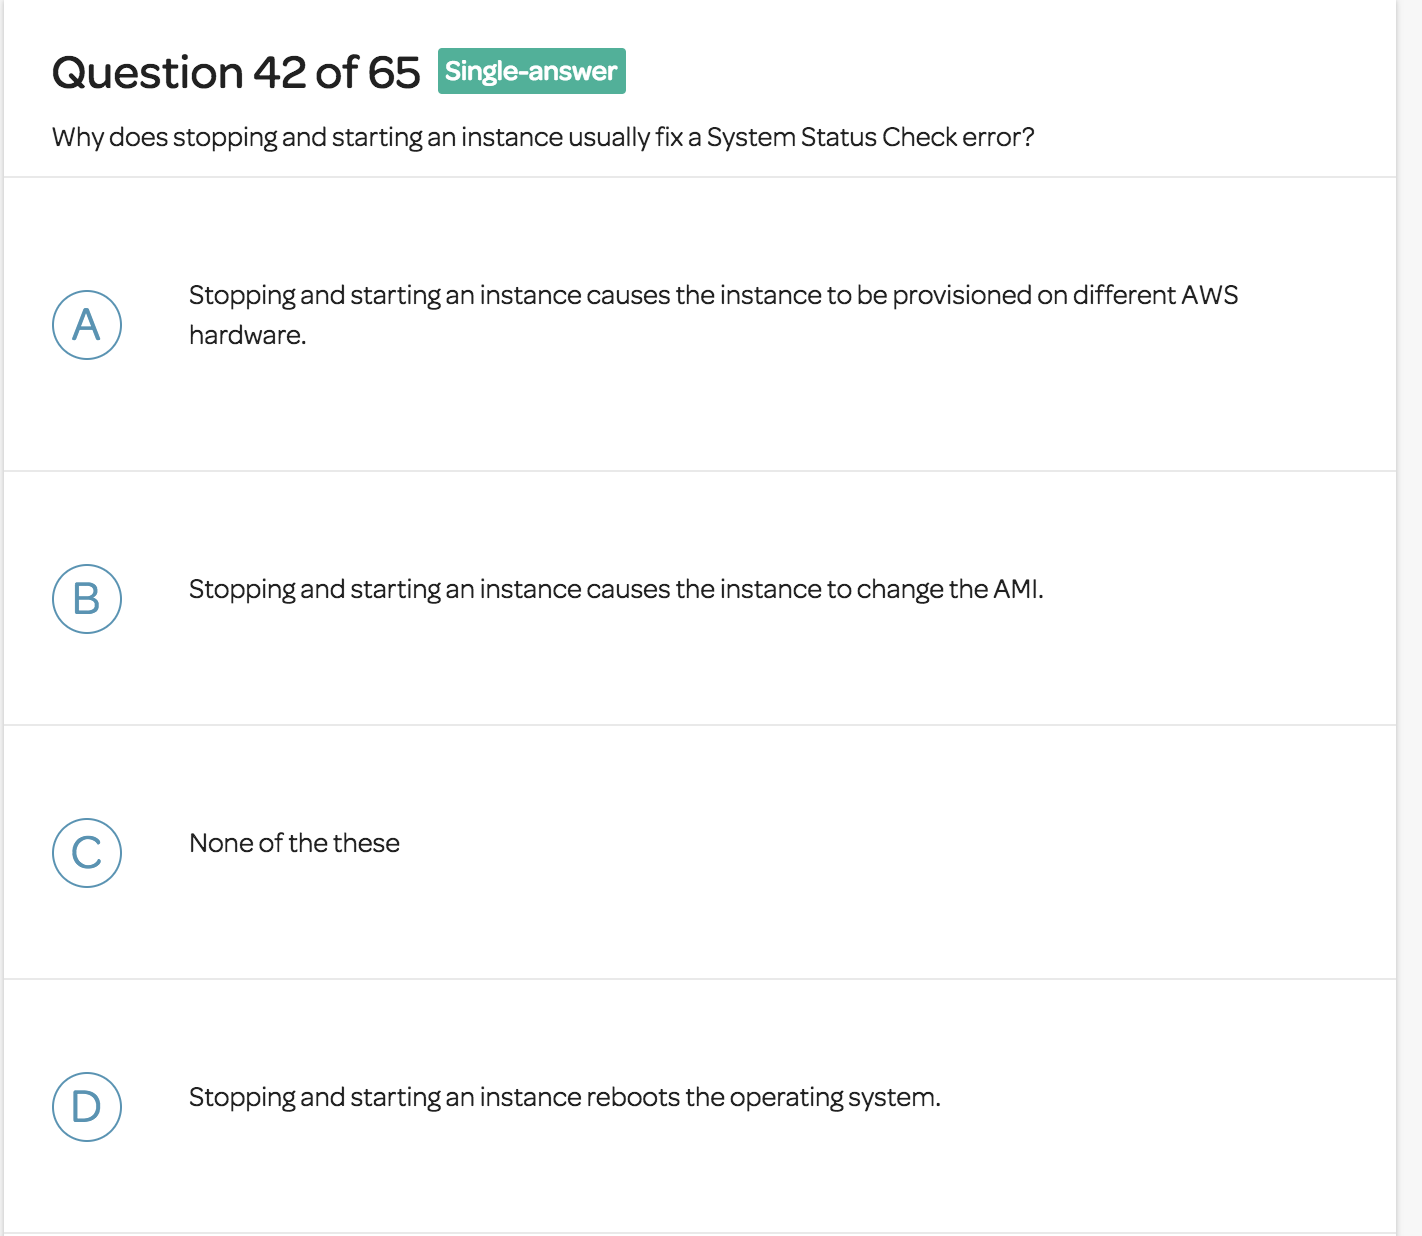 Question 42 of 65 Single-answer
Why does stopping and starting an instance usually fix a System Status Check error?
A
Stopping and starting an instance causes the instance to be provisioned on different AWS
hardware.
B
Stopping and starting an instance causes the instance to change the AMI.
C
None of the these
D
Stopping and starting an instance reboots the operating system.